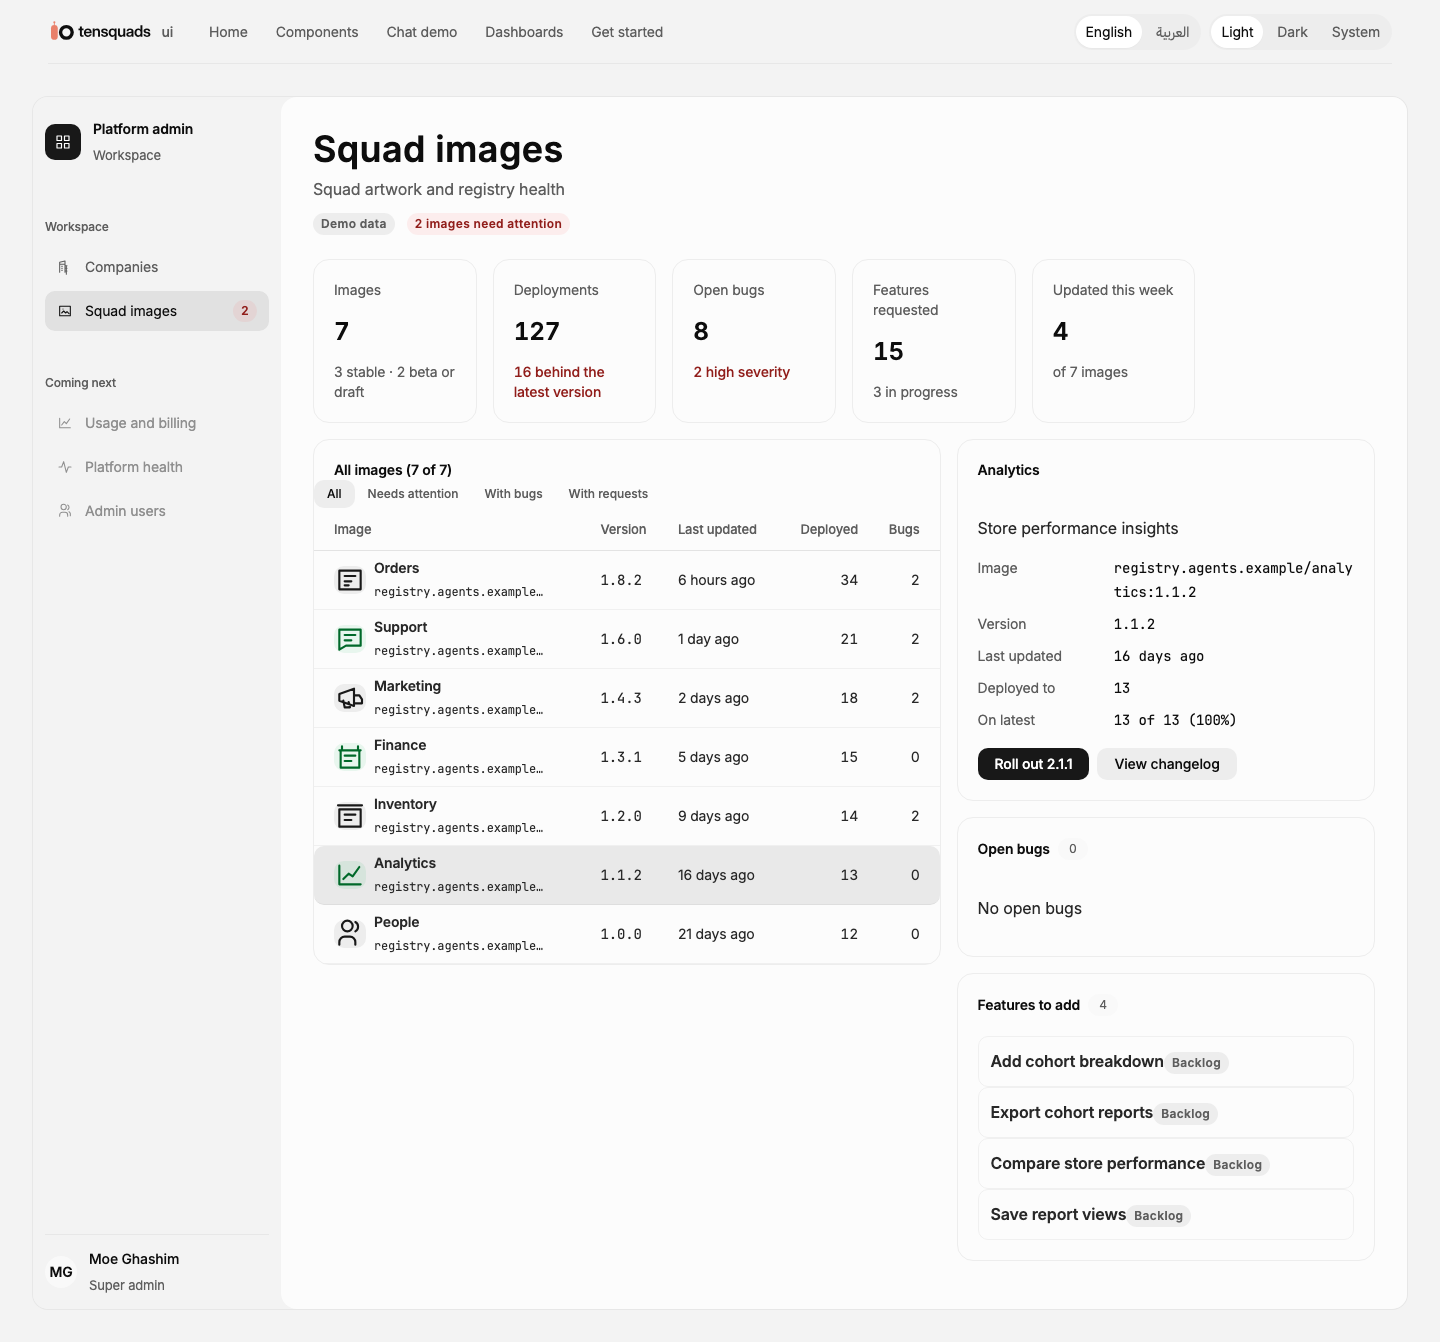 tensquads ui
Home
Components
Chat demo
Dashboards
Get started
English
العربية
Light
Dark
System
Platform admin
Workspace
Workspace
Companies
Squad images
2
Coming next
Usage and billing
Platform health
Admin users
MG
Moe Ghashim
Super admin
Squad images
Squad artwork and registry health
Demo data
2 images need attention
Images
7
3 stable · 2 beta or
draft
Deployments
127
16 behind the
latest version
Open bugs
8
2 high severity
Features
requested
15
3 in progress
Updated this week
4
of 7 images
All images (7 of 7)
All
Needs attention
With bugs
With requests
Image Version Last updated Deployed Bugs
Orders
registry.agents.example…
1.8.2 6 hours ago 34 2
Support
registry.agents.example…
1.6.0 1 day ago 21 2
Marketing
registry.agents.example…
1.4.3 2 days ago 18 2
Finance
registry.agents.example…
1.3.1 5 days ago 15 0
Inventory
registry.agents.example…
1.2.0 9 days ago 14 2
Analytics
registry.agents.example…
1.1.2 16 days ago 13 0
People
registry.agents.example…
1.0.0 21 days ago 12 0
Analytics
Store performance insights
Image registry.agents.example/analy
tics:1.1.2
Version 1.1.2
Last updated 16 days ago
Deployed to 13
On latest 13 of 13 (100%)
Roll out 2.1.1
View changelog
Open bugs 0
No open bugs
Features to add 4
Add cohort breakdown Backlog
Export cohort reports Backlog
Compare store performance Backlog
Save report views Backlog